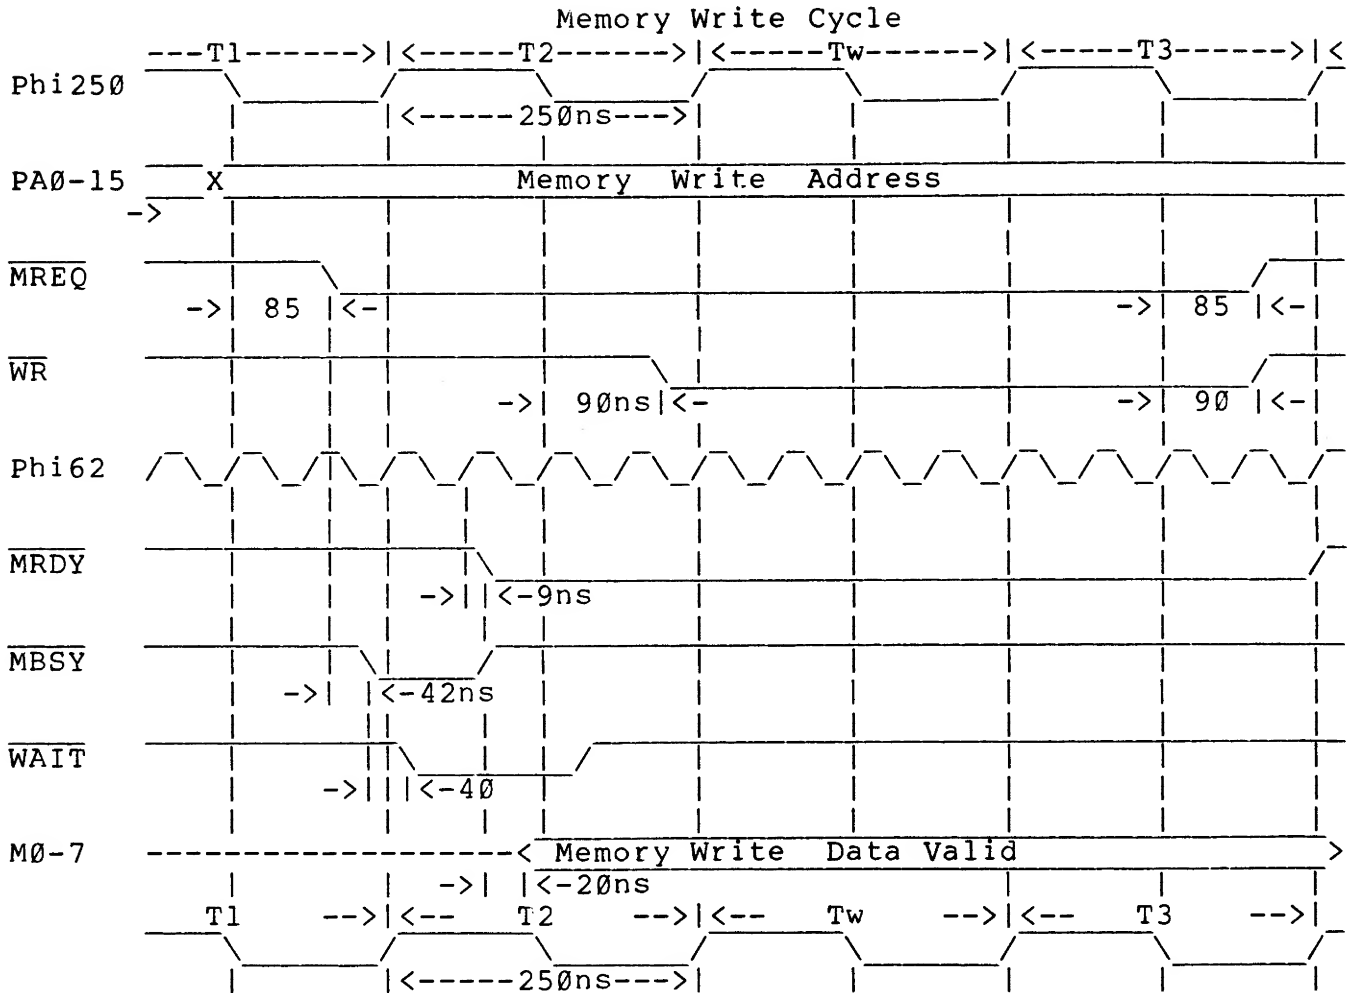 Memory Write Cycle
---T1------>|<-----T2------>|<-----Tw------>|<-----T3------>|<
Phi250
|<-----250ns--->|
PA0-15 X Memory Write Address
->
MREQ
->| 85 |<- ->| 85 |<-
WR
->| 90ns|<- ->| 90 |<-
Phi62
MRDY
->||<-9ns
MBSY
->| |<-42ns
WAIT
->|||<-40
M0-7 -----------------------< Memory Write Data Valid >
->| |<-20ns
T1 -->|<-- T2 -->|<-- Tw -->|<-- T3 -->|
|<-----250ns--->|